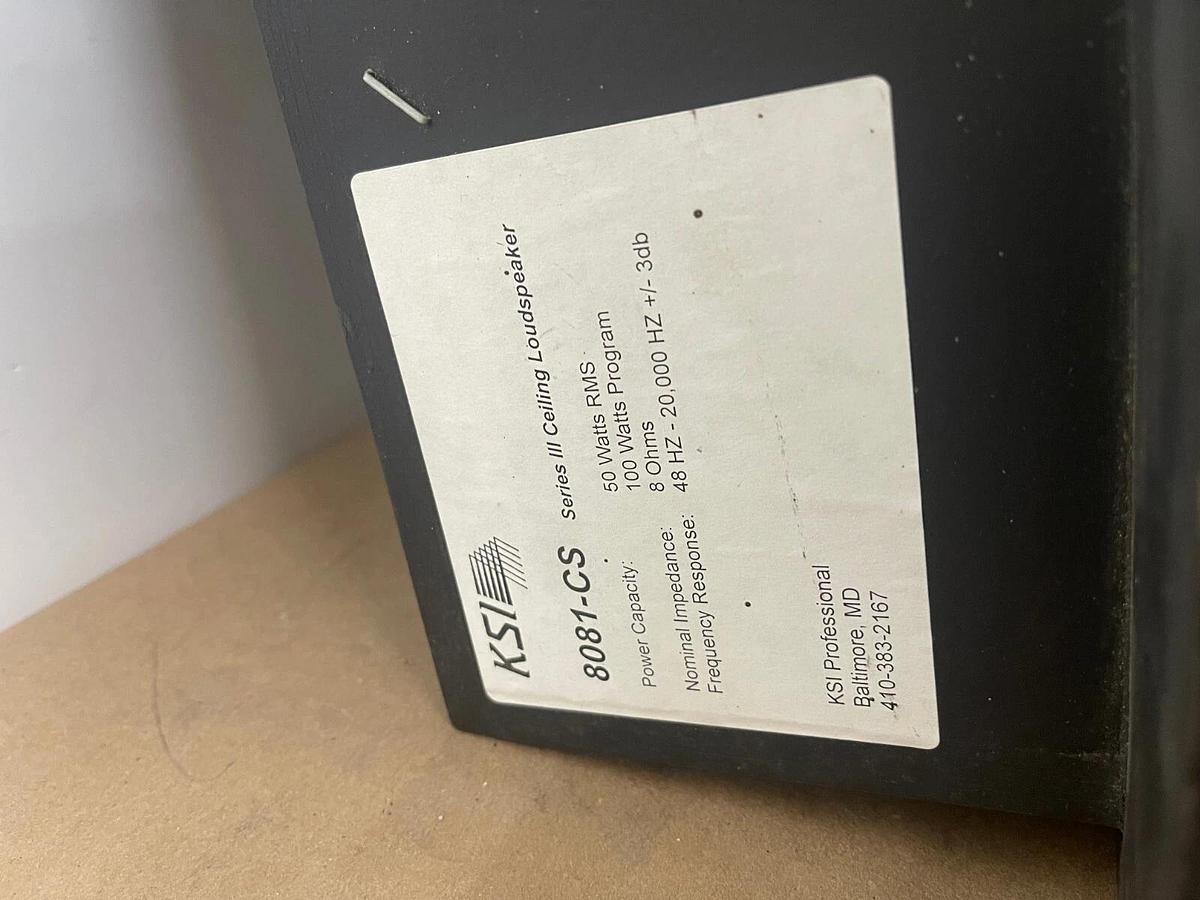 KSI
8081-CS Series III Ceiling Loudspeaker
Power Capacity: 50 Watts RMS
100 Watts Program
Nominal Impedance: 8 Ohms
Frequency Response: 48 HZ - 20,000 HZ +/- 3db
KSI Professional
Baltimore, MD
410-383-2167